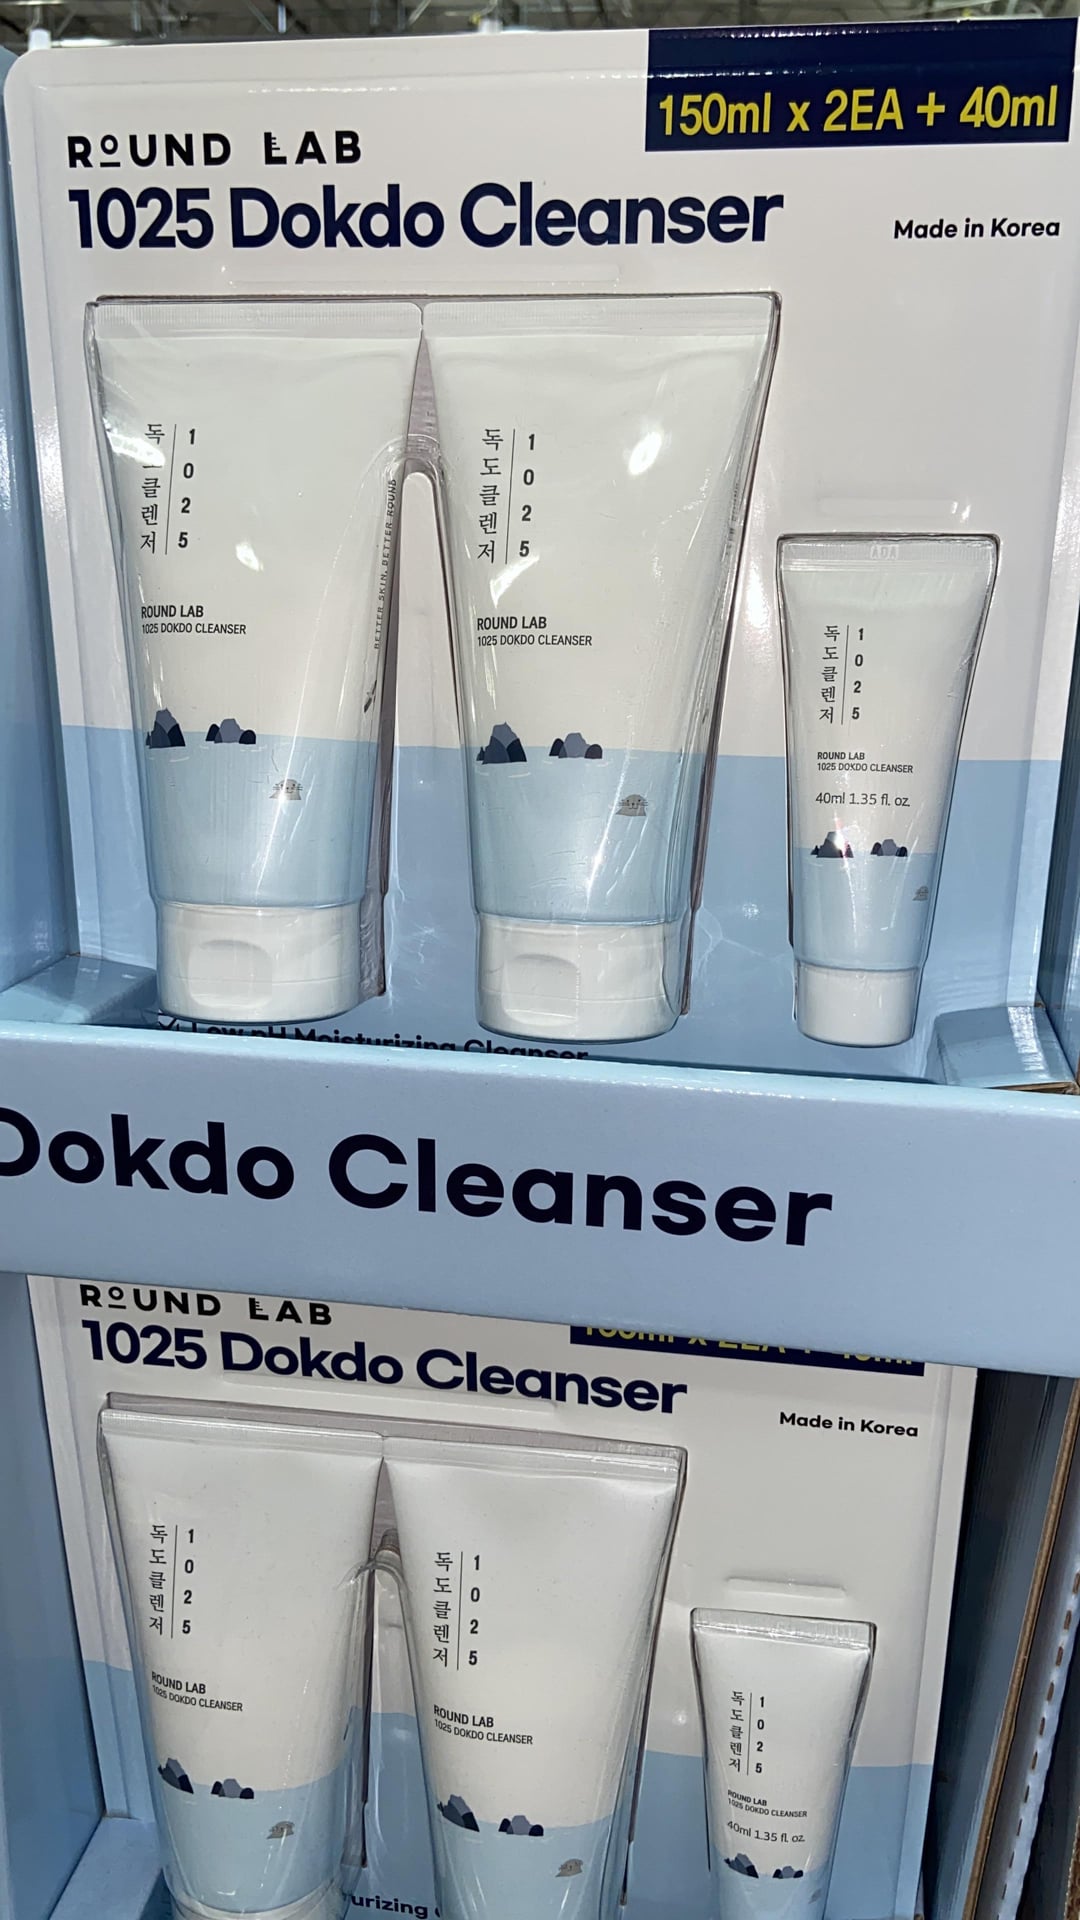 150ml x 2EA + 40ml
ROUND LAB
1025 Dokdo Cleanser
Made in Korea
독도클렌저
1025
ROUND LAB
1025 DOKDO CLEANSER
BETTER SKIN, BETTER ROUND
독도클렌저
1025
ROUND LAB
1025 DOKDO CLEANSER
독도클렌저
1025
ROUND LAB
1025 DOKDO CLEANSER
40ml 1.35 fl. oz.
Low pH Moisturizing Cleanser
Dokdo Cleanser
ROUND LAB
1025 Dokdo Cleanser
Made in Korea
독도클렌저
1025
ROUND LAB
1025 DOKDO CLEANSER
독도클렌저
1025
ROUND LAB
1025 DOKDO CLEANSER
독도클렌저
1025
ROUND LAB
1025 DOKDO CLEANSER
40ml 1.35 fl. oz.
urizing